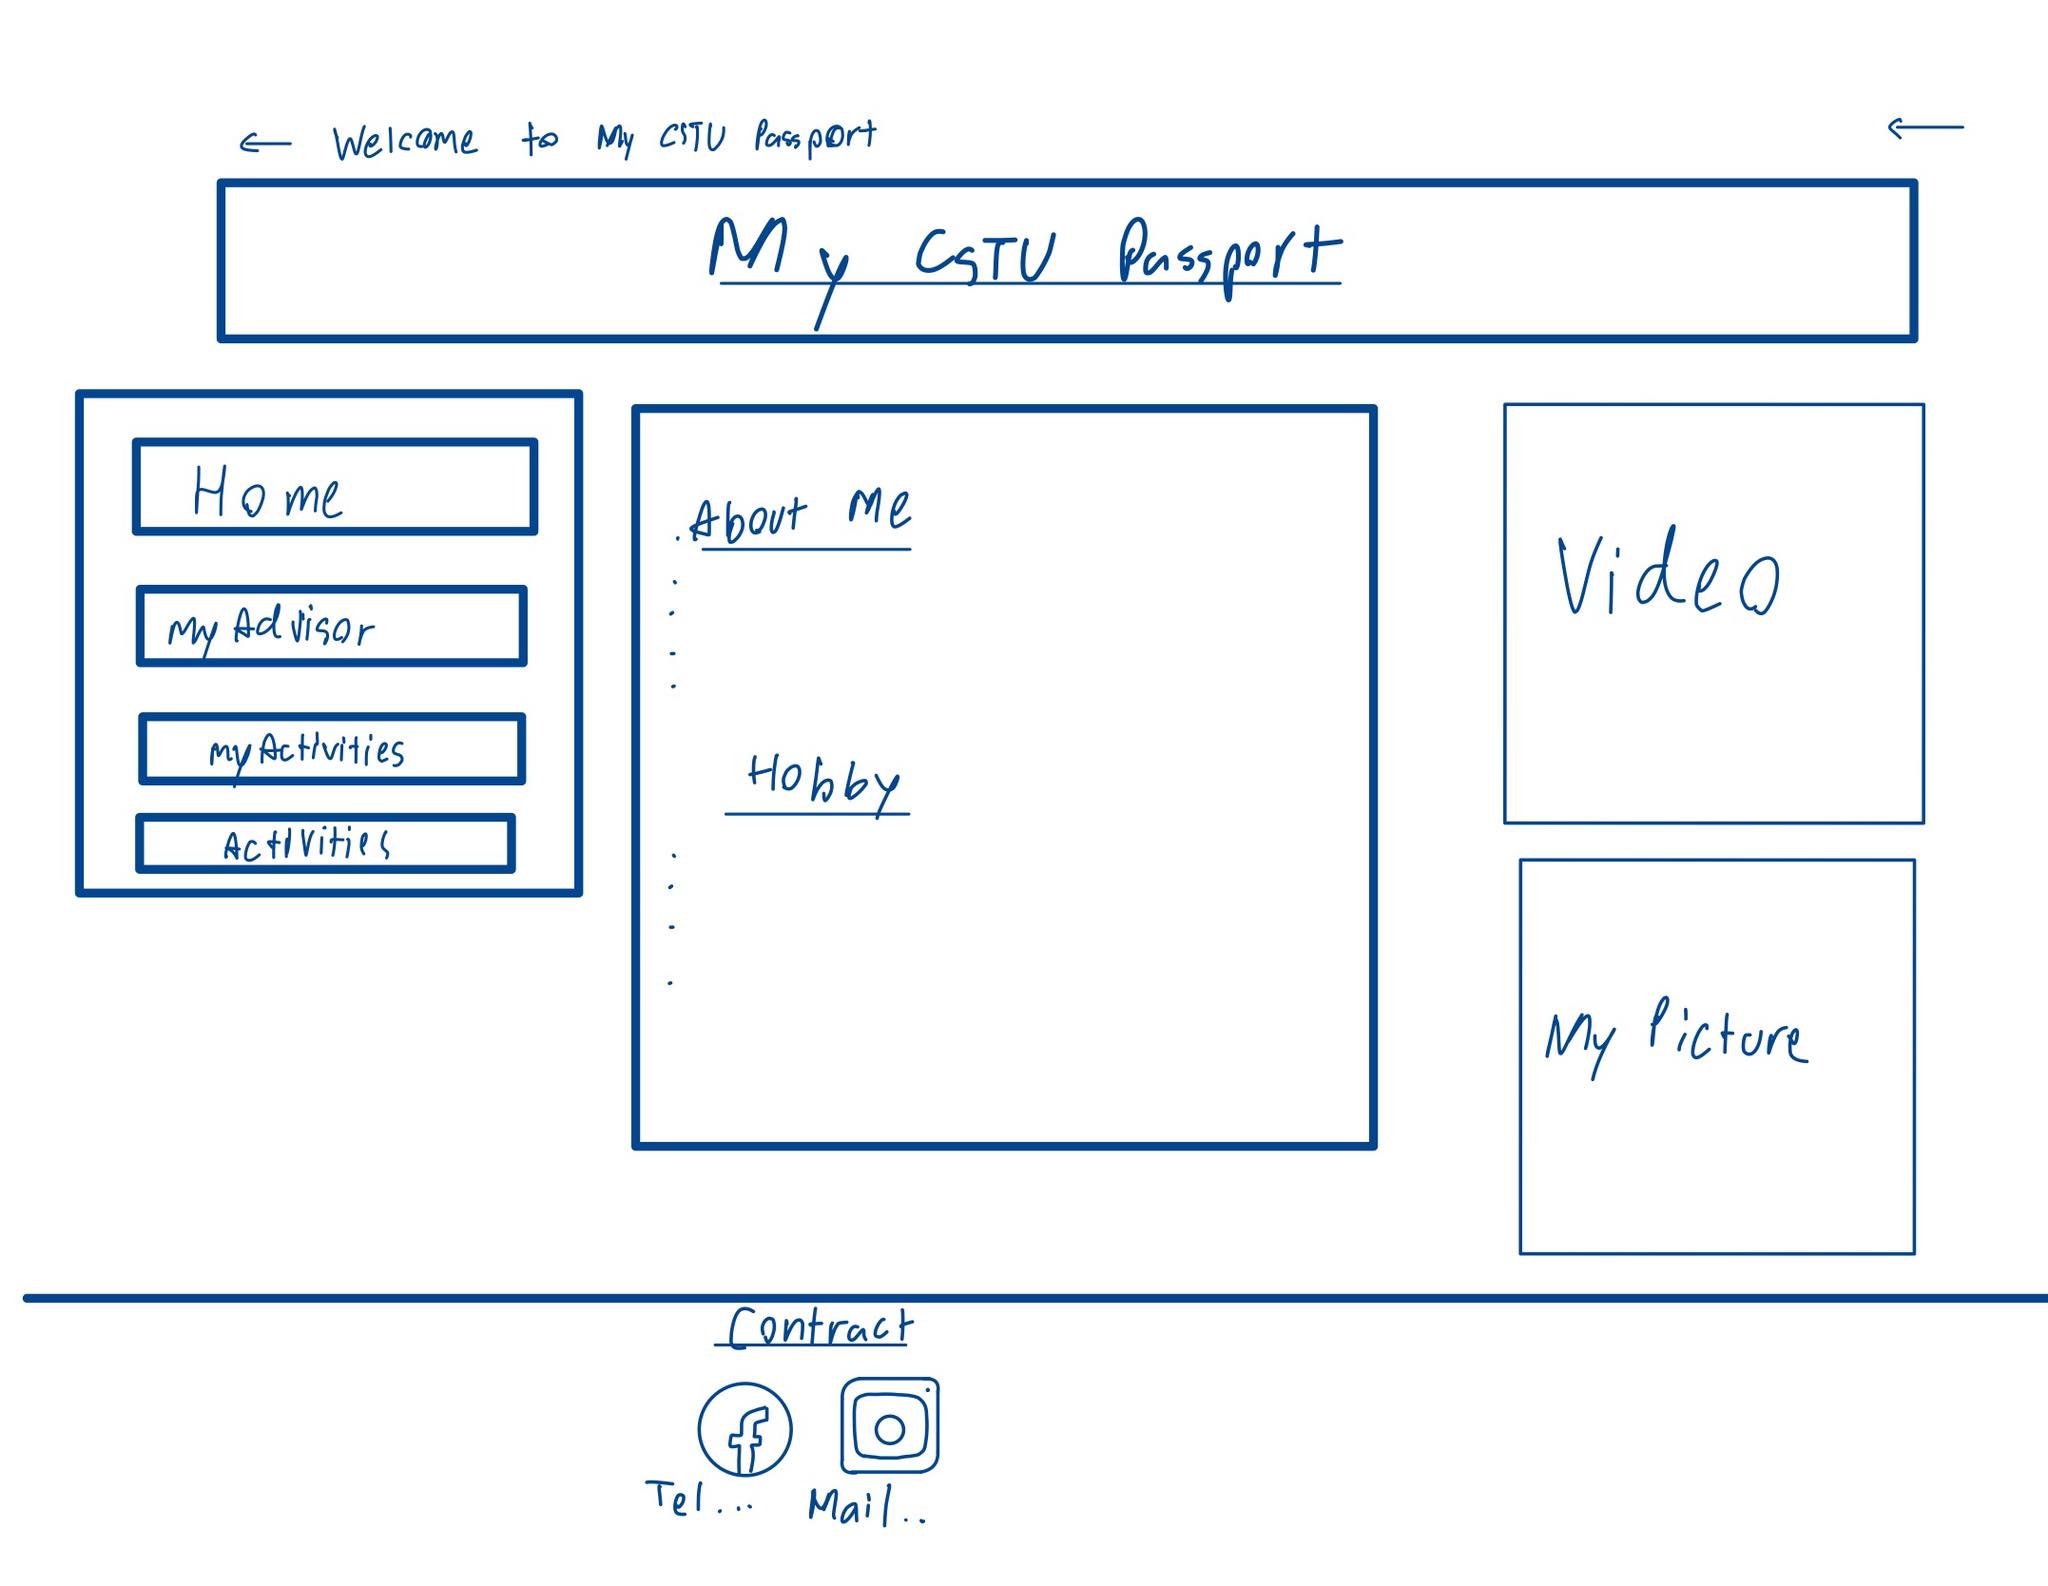 ← Welcome to My CSTU Passport ←
My CSTU Passport
Home
My Advisor
My Activities
Activities
About Me
Hobby
Video
My Picture
Contract
f
Tel...
Mail..